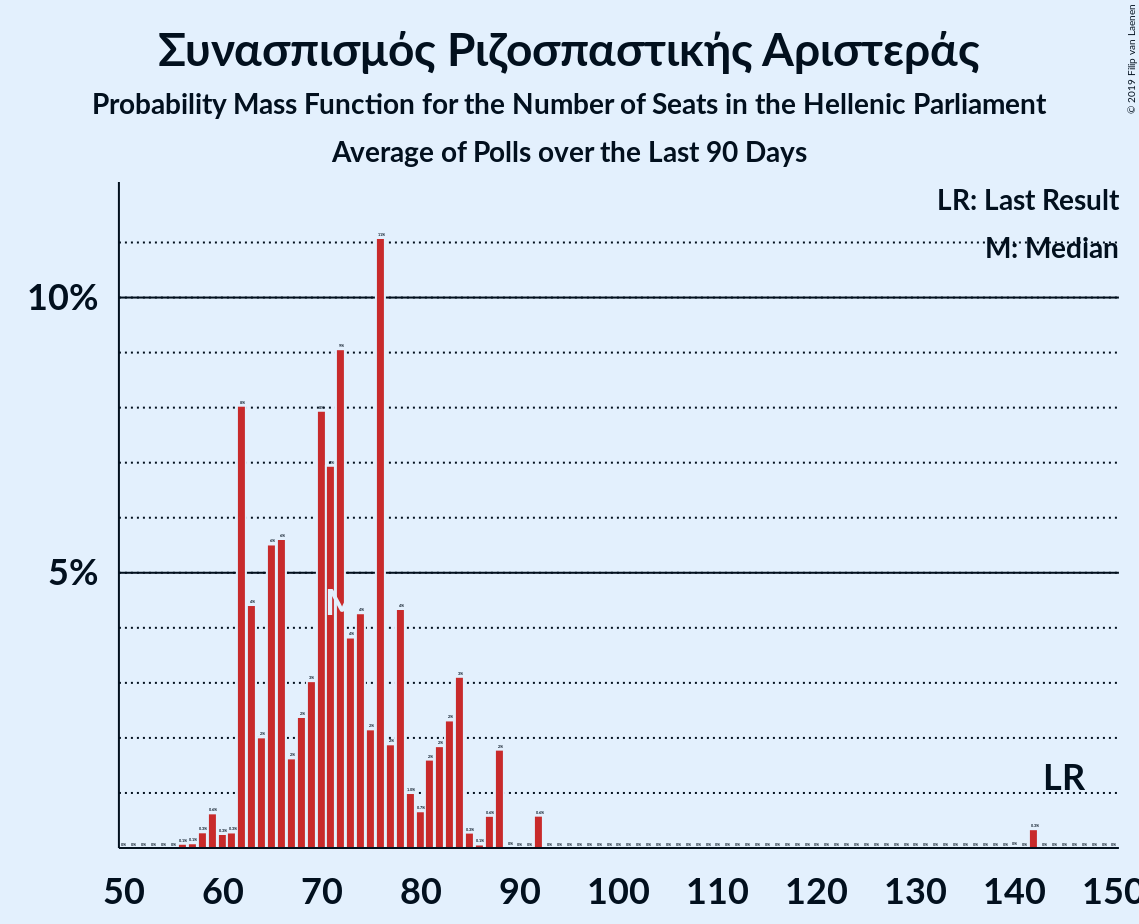 Συνασπισμός Ριζοσπαστικής Αριστεράς
Probability Mass Function for the Number of Seats in the Hellenic Parliament
Average of Polls over the Last 90 Days
© 2019 Filip van Laenen
LR: Last Result
M: Median
10%
5%
M
LR
50 60 70 80 90 100 110 120 130 140 150